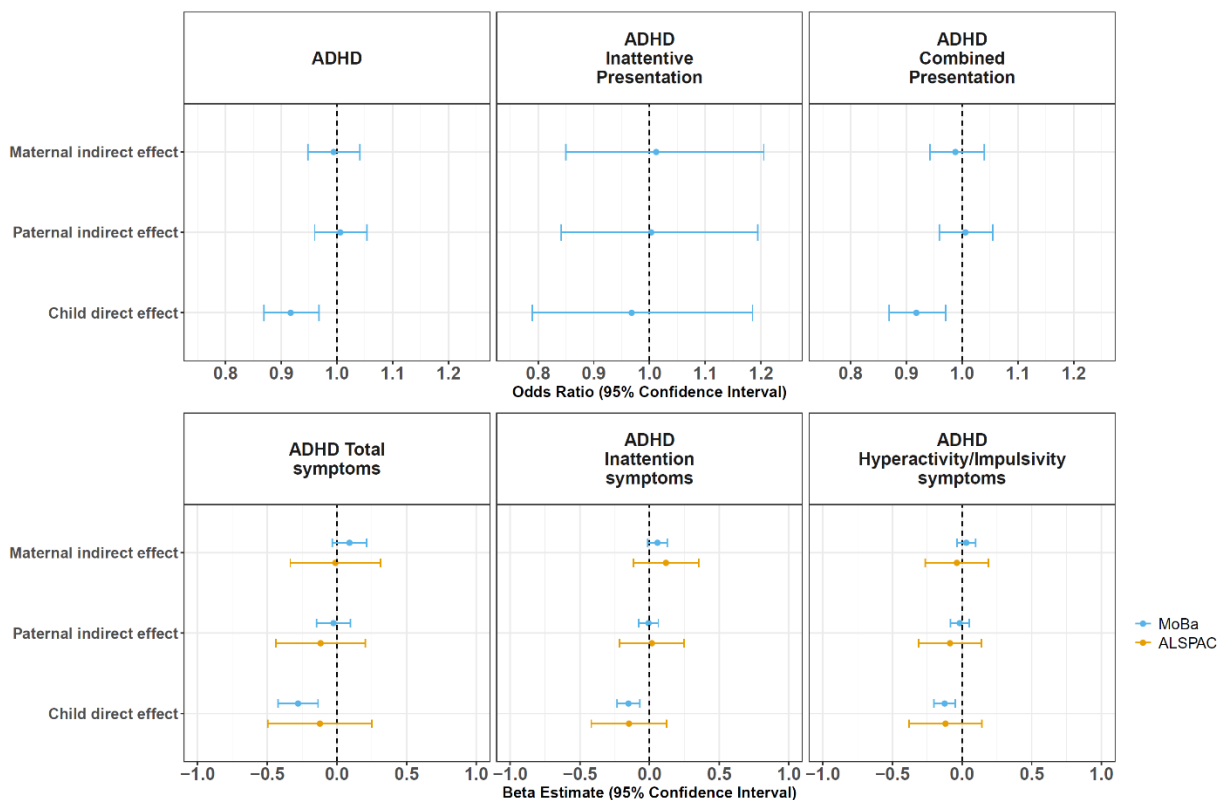 ADHD
ADHD
Inattentive
Presentation
ADHD
Combined
Presentation
Maternal indirect effect
Paternal indirect effect
Child direct effect
0.8 0.9 1.0 1.1 1.2
0.8 0.9 1.0 1.1 1.2
0.8 0.9 1.0 1.1 1.2
Odds Ratio (95% Confidence Interval)
ADHD Total
symptoms
ADHD
Inattention
symptoms
ADHD
Hyperactivity/Impulsivity
symptoms
Maternal indirect effect
Paternal indirect effect
Child direct effect
−1.0 −0.5 0.0 0.5 1.0
−1.0 −0.5 0.0 0.5 1.0
−1.0 −0.5 0.0 0.5 1.0
Beta Estimate (95% Confidence Interval)
MoBa
ALSPAC